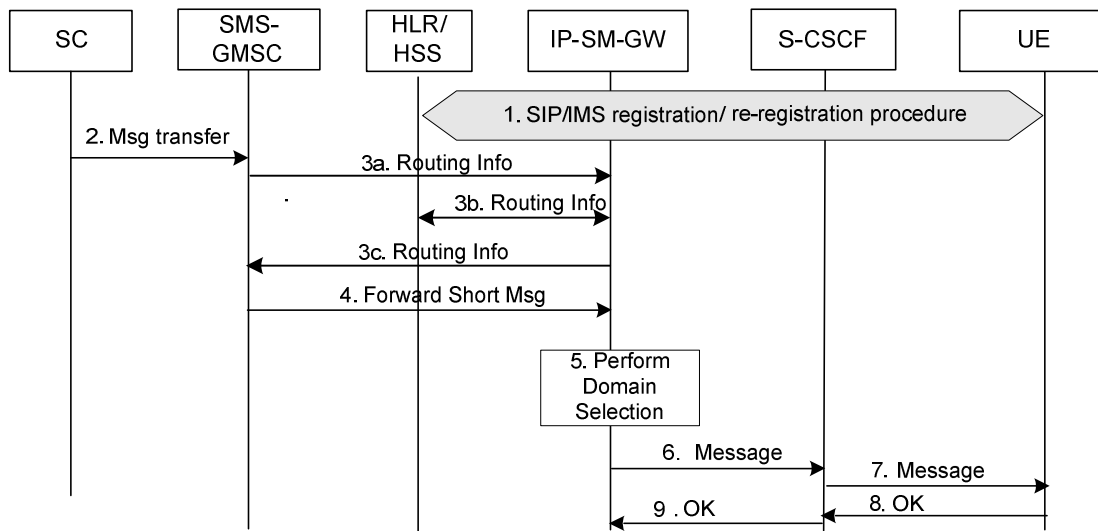 SC
SMS-
GMSC
HLR/
HSS
IP-SM-GW
S-CSCF
UE
1. SIP/IMS registration/ re-registration procedure
2. Msg transfer
3a. Routing Info
3b. Routing Info
3c. Routing Info
4. Forward Short Msg
5. Perform
Domain
Selection
6. Message
7. Message
8. OK
9 . OK